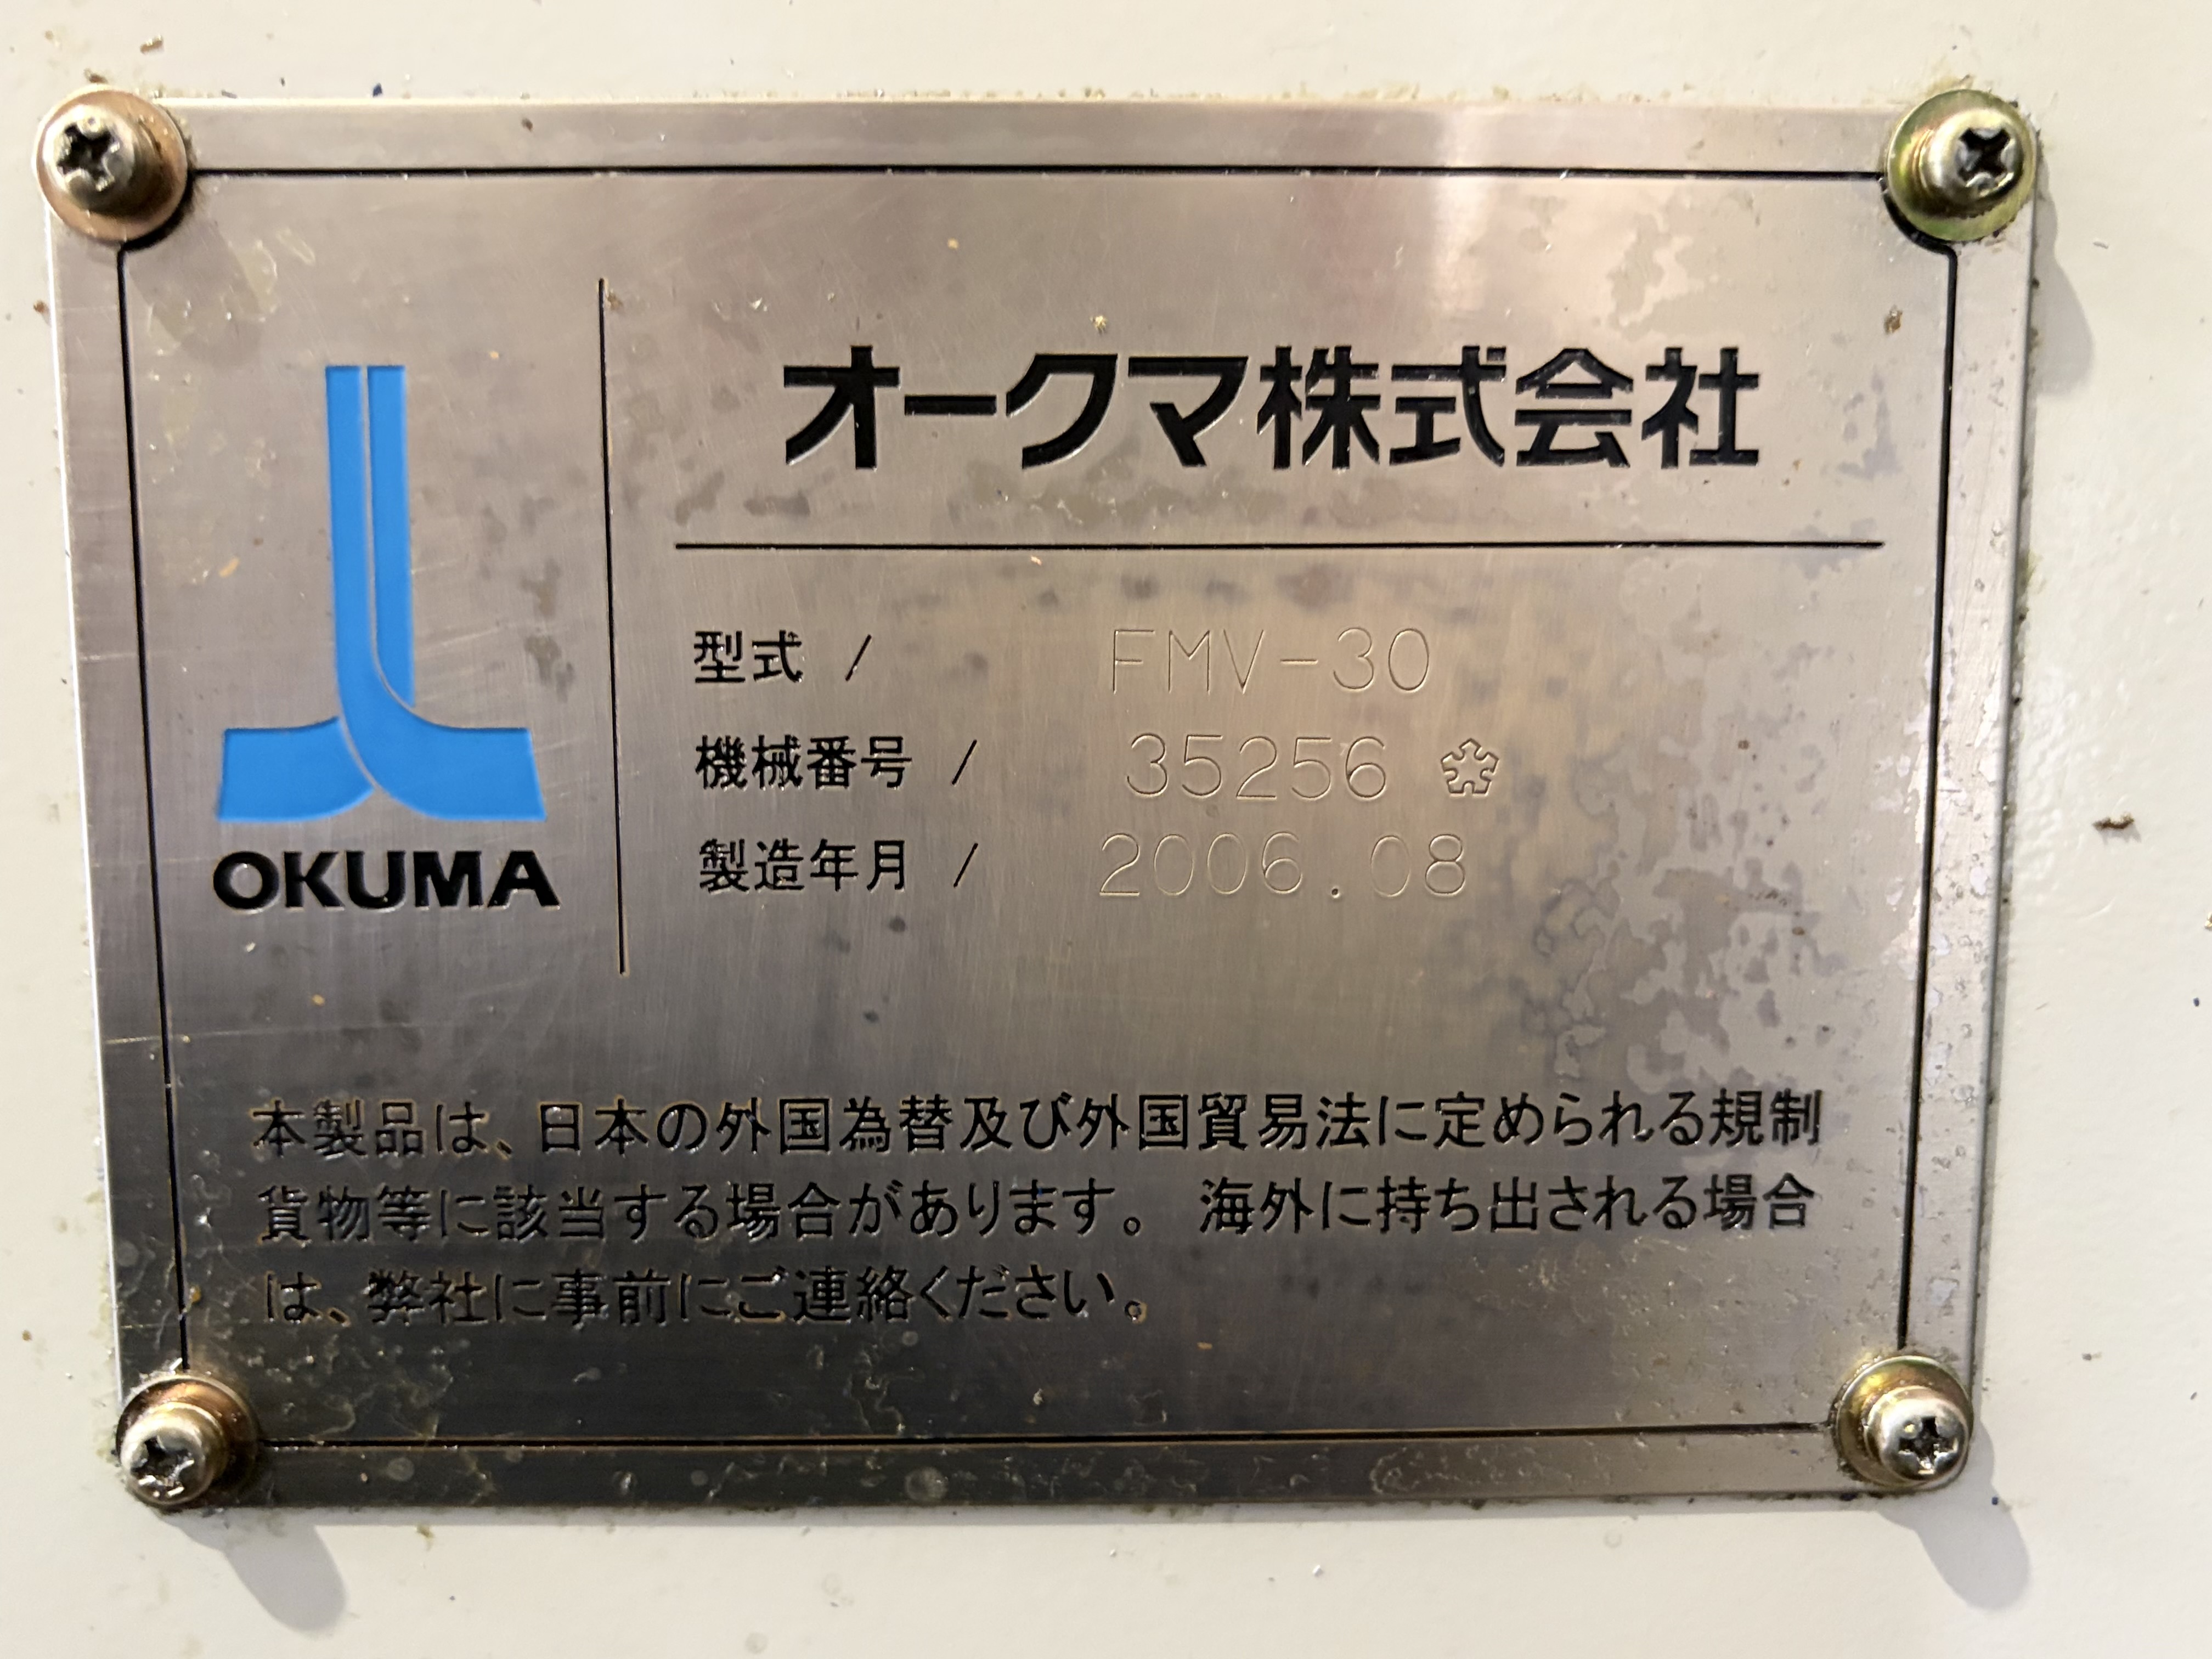 オークマ株式会社
OKUMA
型式 / FMV-30
機械番号 / 35256
製造年月 / 2006.08
本製品は、日本の外国為替及び外国貿易法に定められる規制
貨物等に該当する場合があります。 海外に持ち出される場合
は、弊社に事前にご連絡ください。